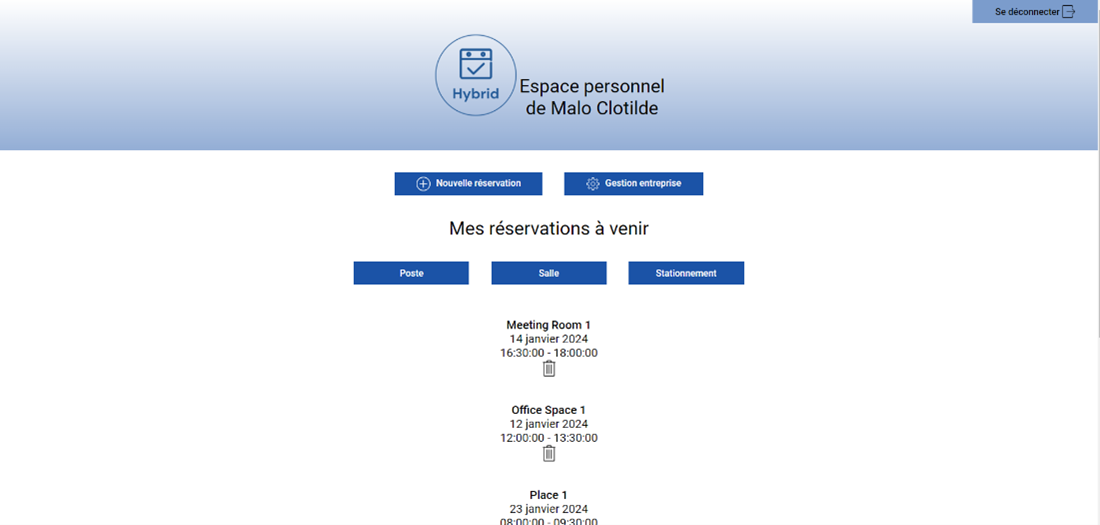 Se déconnecter
Hybrid
Espace personnel
de Malo Clotilde
Nouvelle réservation
Gestion entreprise
Mes réservations à venir
Poste
Salle
Stationnement
Meeting Room 1
14 janvier 2024
16:30:00 - 18:00:00
Office Space 1
12 janvier 2024
12:00:00 - 13:30:00
Place 1
23 janvier 2024
08:00:00 - 09:30:00